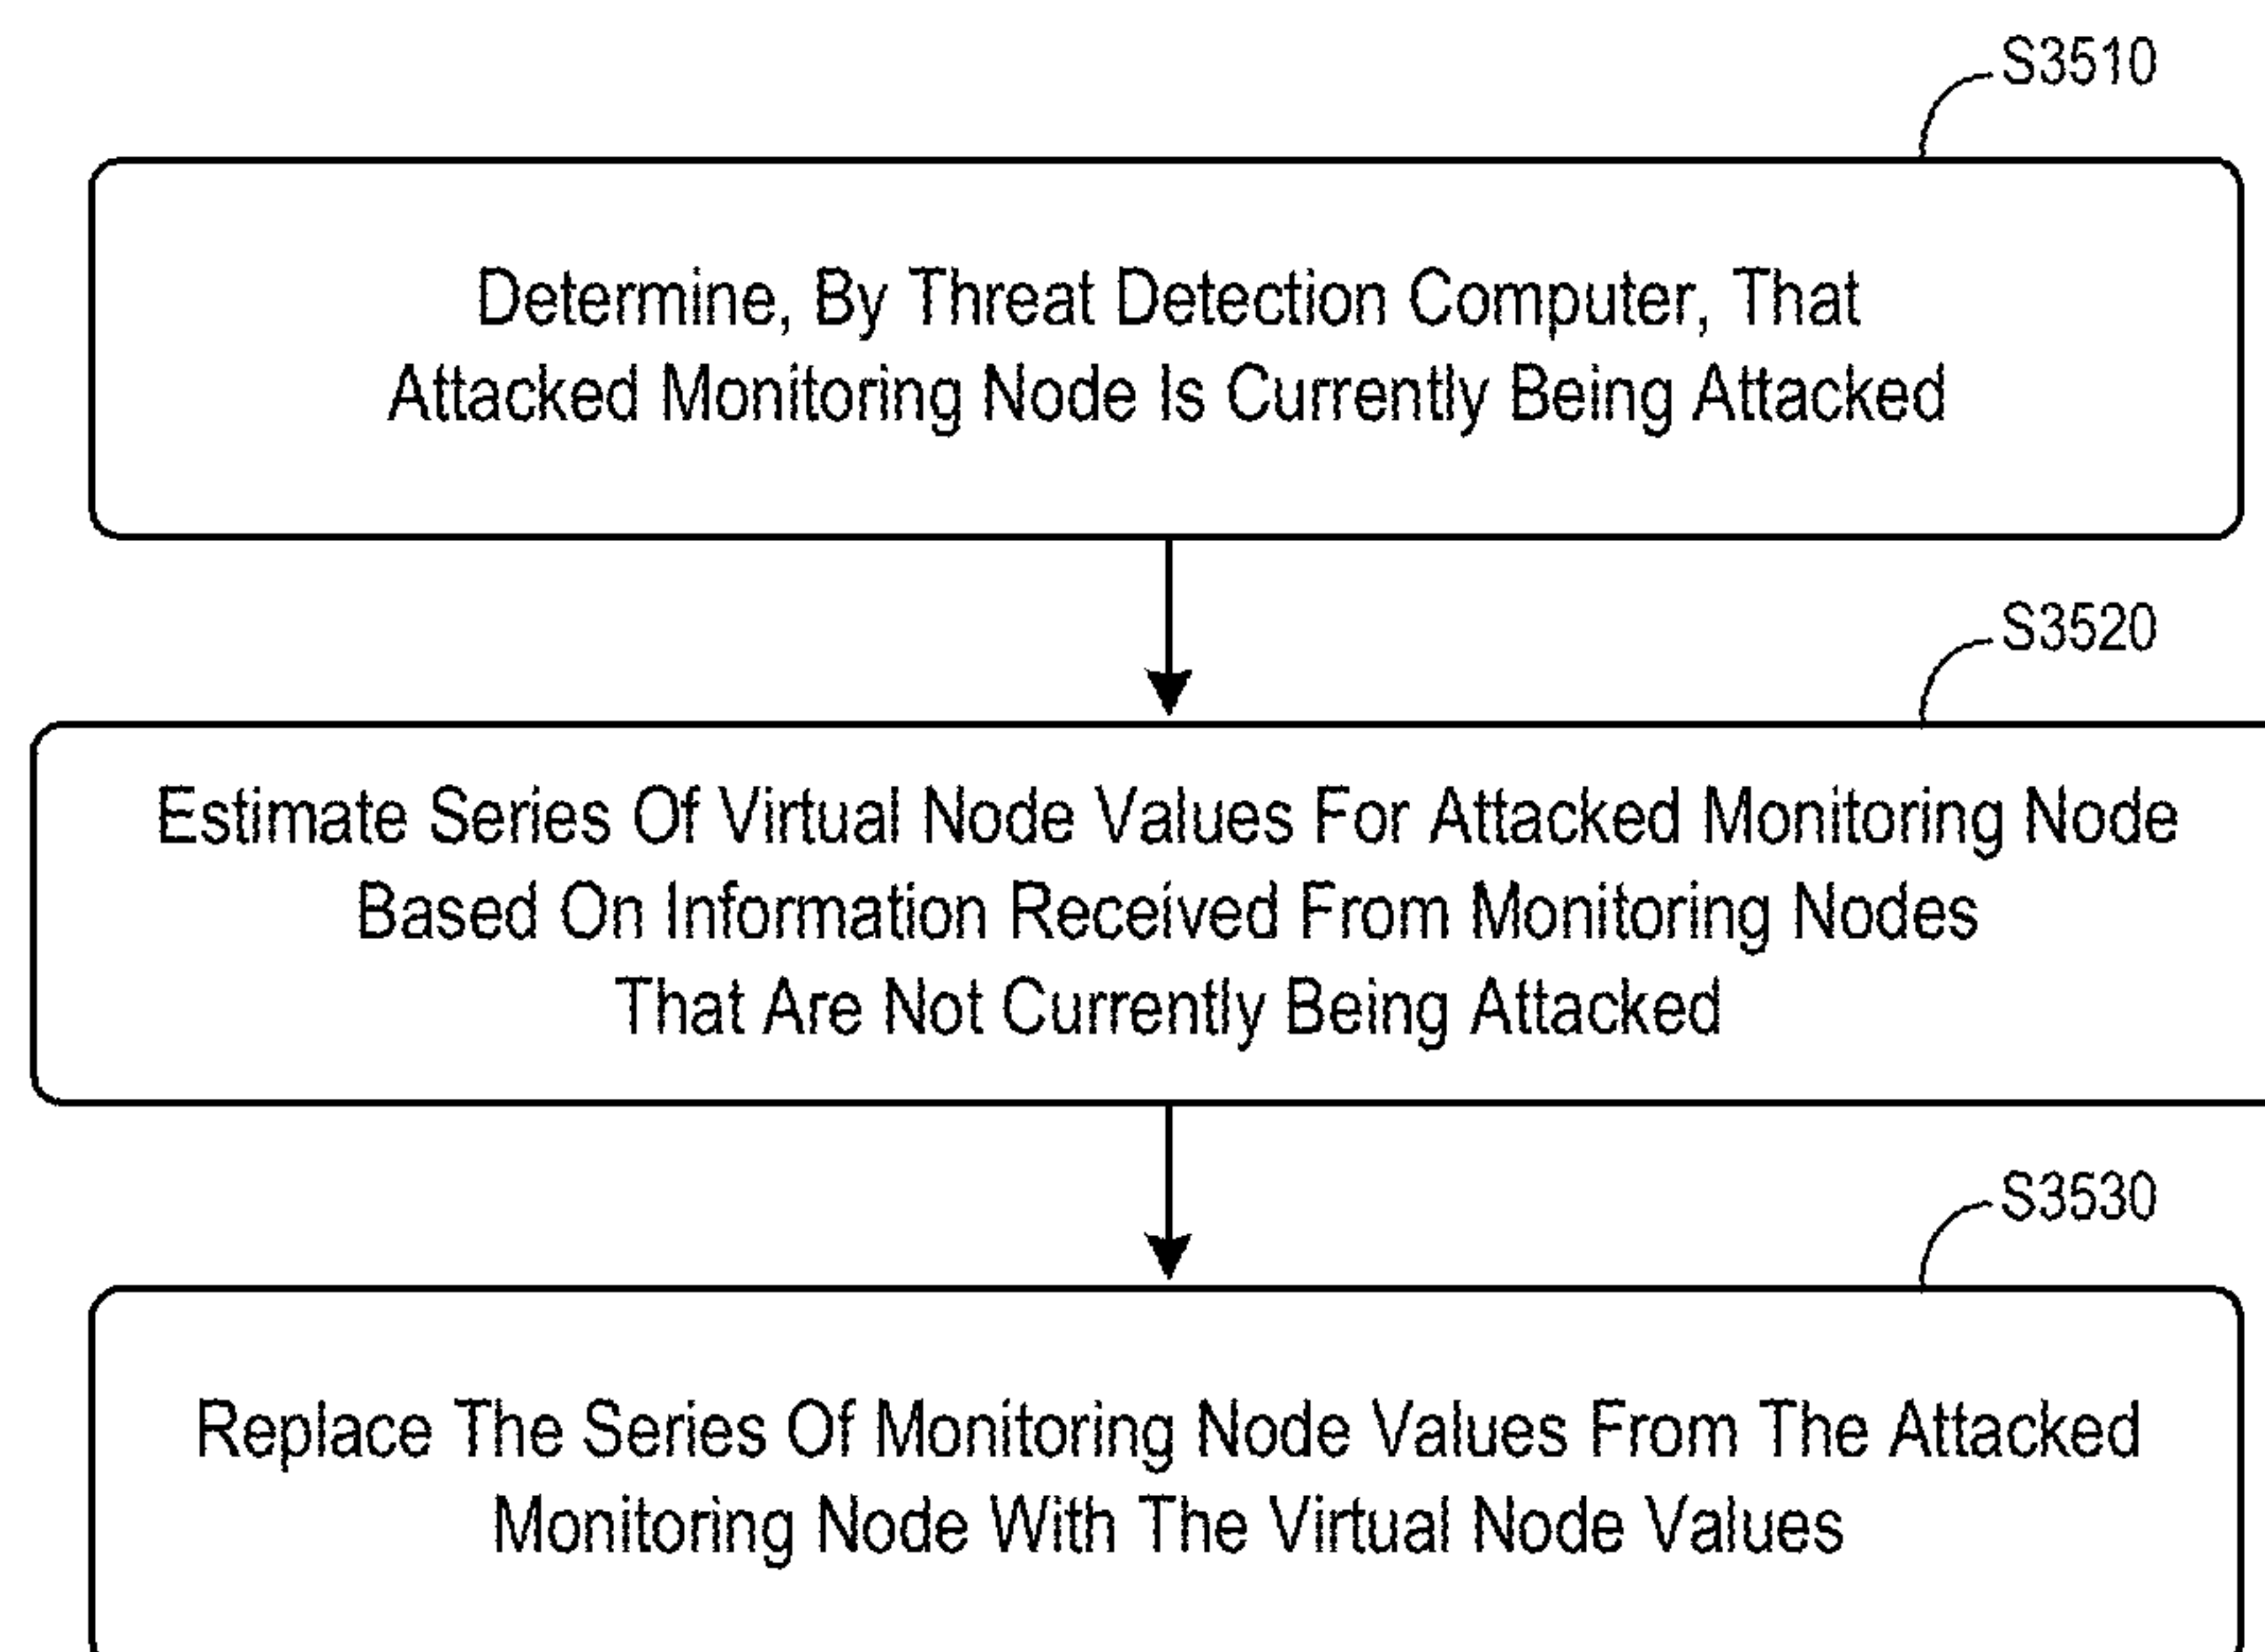 S3510
Determine, By Threat Detection Computer, That
Attacked Monitoring Node Is Currently Being Attacked
S3520
Estimate Series Of Virtual Node Values For Attacked Monitoring Node
Based On Information Received From Monitoring Nodes
That Are Not Currently Being Attacked
S3530
Replace The Series Of Monitoring Node Values From The Attacked
Monitoring Node With The Virtual Node Values